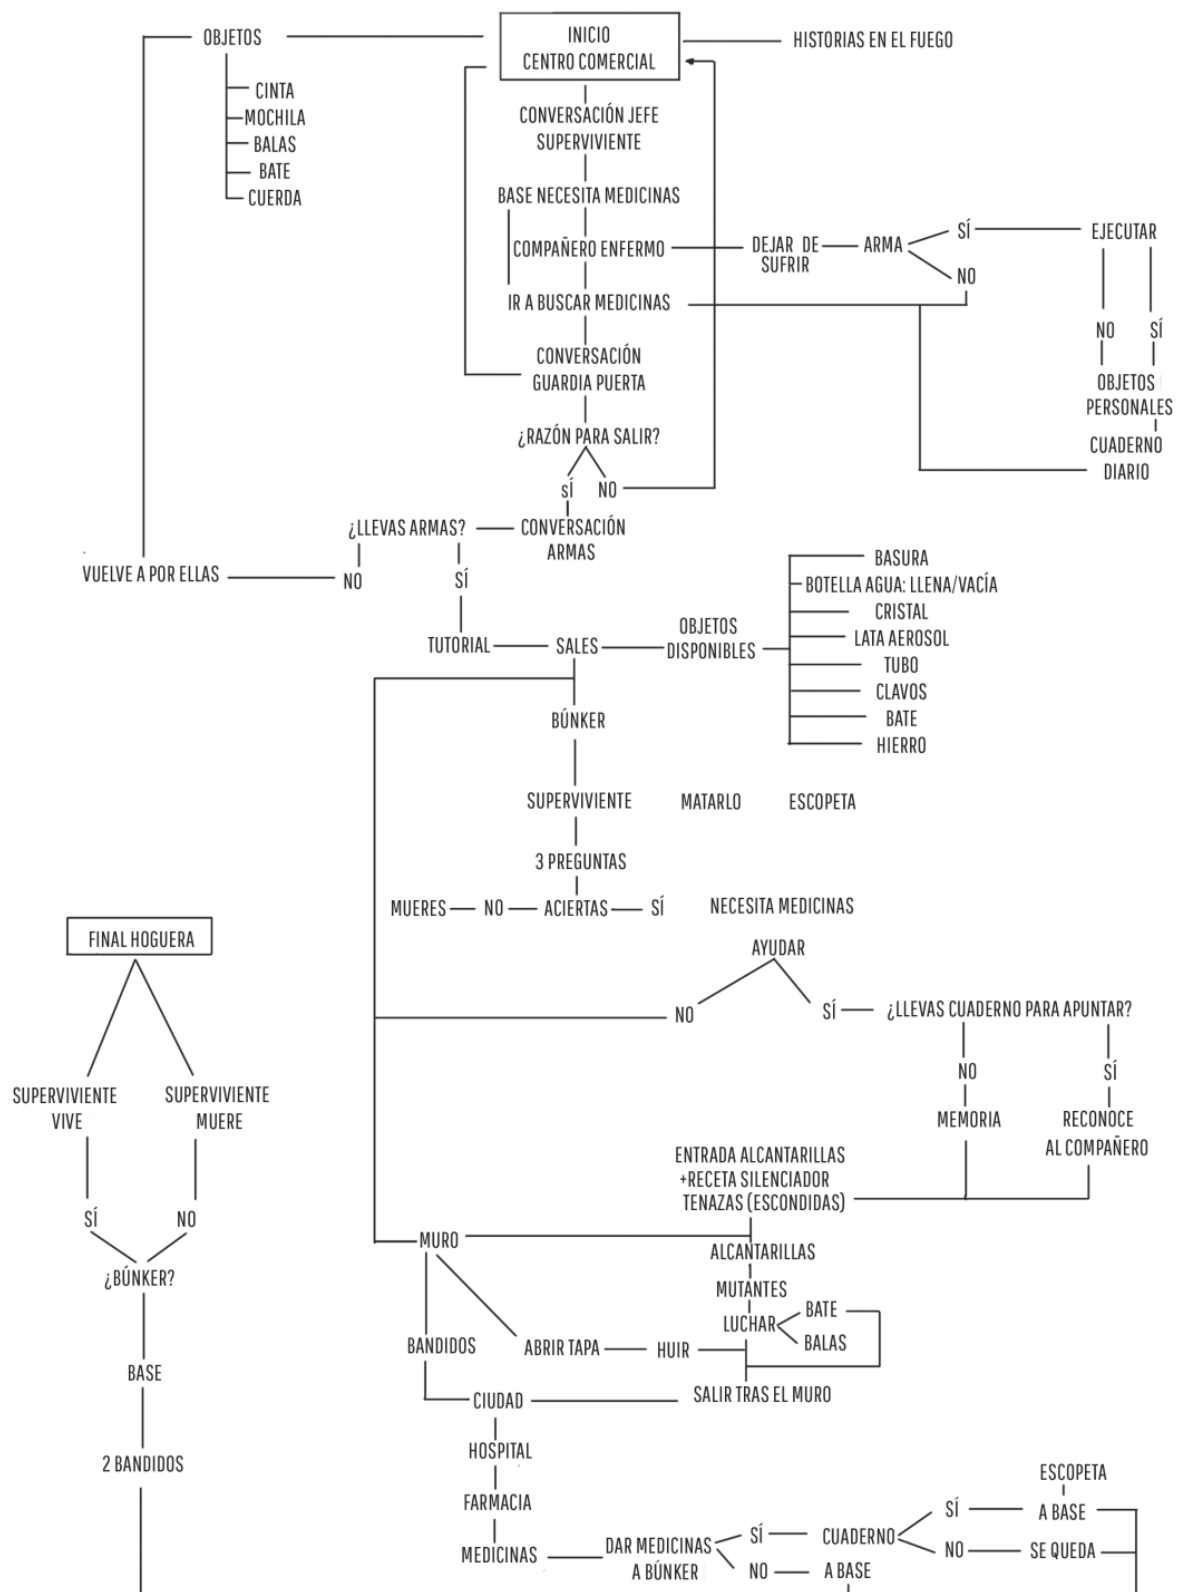 OBJETOS
INICIO
CENTRO COMERCIAL
HISTORIAS EN EL FUEGO
CINTA
MOCHILA
BALAS
BATE
CUERDA
CONVERSACIÓN JEFE
SUPERVIVIENTE
BASE NECESITA MEDICINAS
COMPAÑERO ENFERMO
DEJAR DE
SUFRIR
ARMA
SÍ
NO
EJECUTAR
NO
SÍ
OBJETOS
PERSONALES
CUADERNO
DIARIO
IR A BUSCAR MEDICINAS
CONVERSACIÓN
GUARDIA PUERTA
¿RAZÓN PARA SALIR?
sÍ
NO
CONVERSACIÓN
ARMAS
¿LLEVAS ARMAS?
NO
SÍ
VUELVE A POR ELLAS
TUTORIAL
SALES
OBJETOS
DISPONIBLES
BASURA
BOTELLA AGUA: LLENA/VACÍA
CRISTAL
LATA AEROSOL
TUBO
CLAVOS
BATE
HIERRO
BÚNKER
SUPERVIVIENTE
MATARLO
ESCOPETA
3 PREGUNTAS
MUERES
NO
ACIERTAS
SÍ
NECESITA MEDICINAS
AYUDAR
NO
SÍ
¿LLEVAS CUADERNO PARA APUNTAR?
NO
SÍ
MEMORIA
RECONOCE
AL COMPAÑERO
ENTRADA ALCANTARILLAS
+RECETA SILENCIADOR
TENAZAS (ESCONDIDAS)
MURO
ALCANTARILLAS
MUTANTES
LUCHAR
BATE
BALAS
BANDIDOS
ABRIR TAPA
HUIR
SALIR TRAS EL MURO
CIUDAD
HOSPITAL
FARMACIA
MEDICINAS
DAR MEDICINAS
A BÚNKER
SÍ
NO
CUADERNO
A BASE
SÍ
NO
ESCOPETA
A BASE
SE QUEDA
FINAL HOGUERA
SUPERVIVIENTE
VIVE
SUPERVIVIENTE
MUERE
SÍ
NO
¿BÚNKER?
BASE
2 BANDIDOS